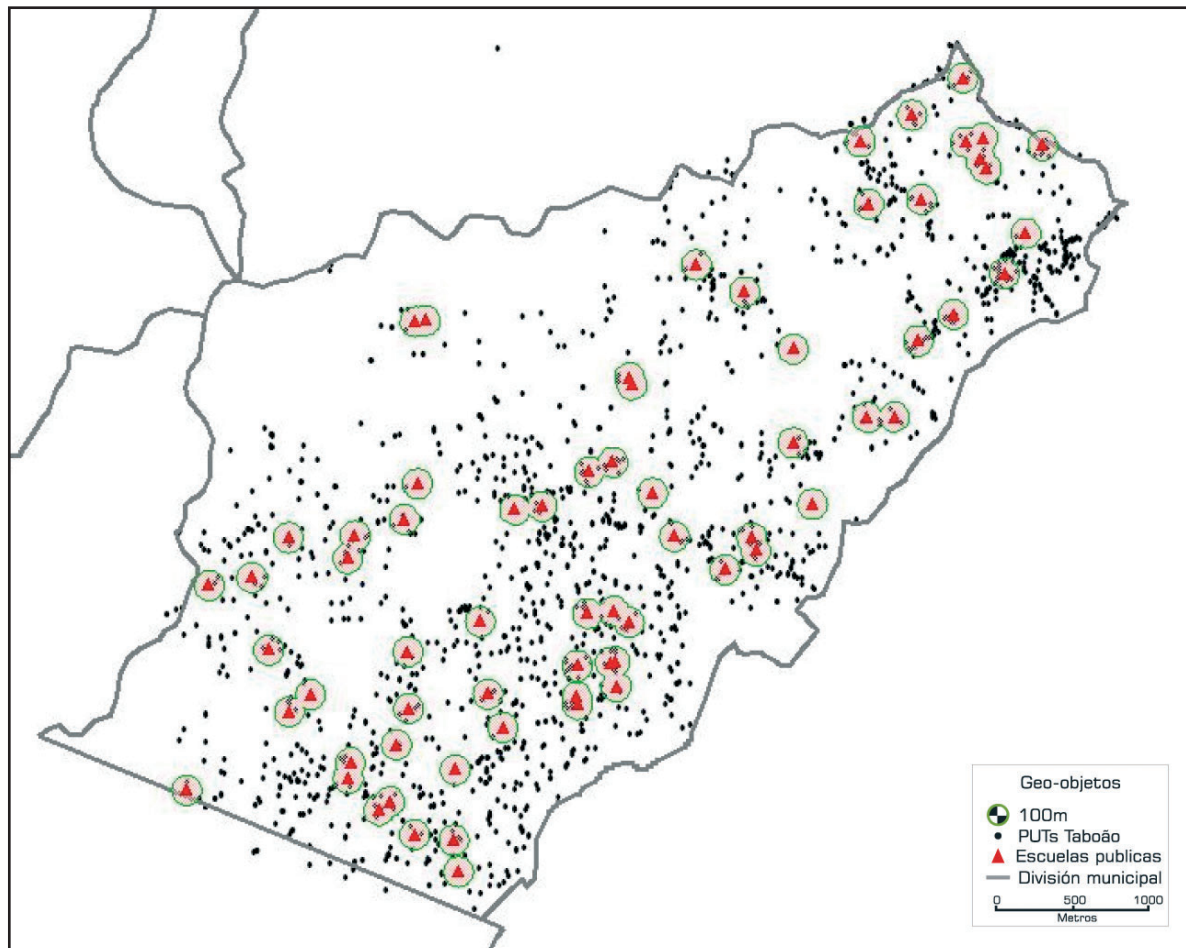 Geo-objetos
100m
PUTs Taboão
Escuelas publicas
División municipal
0 500 1000
Metros